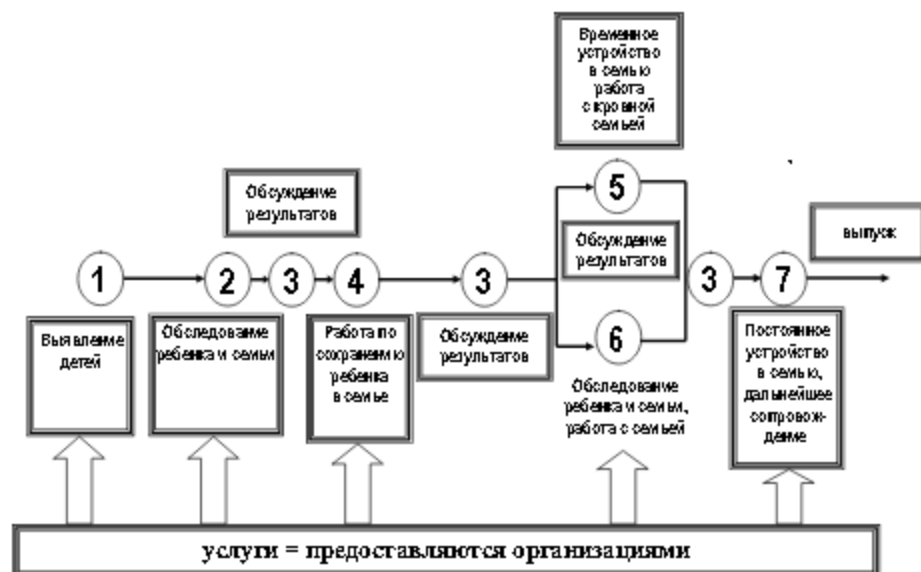 Временное
устройство
в семью
работа
с кровной
семьей
Обсуждение
результатов
5
выпуск
Обсуждение
результатов
1
2
3
4
3
3
7
Выявление
детей
Обследование
ребенка и семьи
Работа по
сохранению
ребенка
в семье
Обсуждение
результатов
6
Обследование
ребенка и семьи,
работа с семьей
Постоянное
устройство
в семью,
дальнейшее
сопровож-
дение
услуги = предоставляются организациями